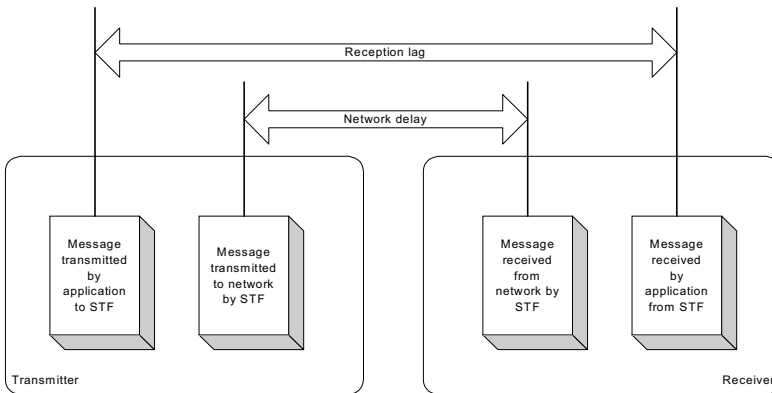 Reception lag
Network delay
Message
transmitted
by
application
to STF
Message
transmitted
to network
by STF
Message
received
from
network by
STF
Message
received
by
application
from STF
Transmitter
Receiver